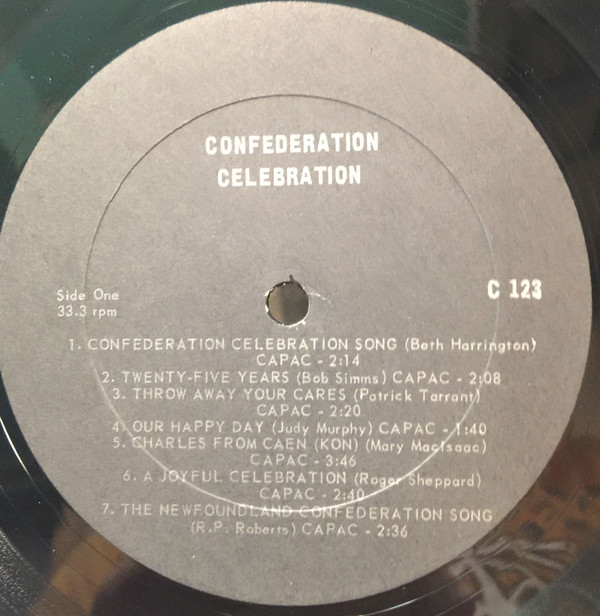 CONFEDERATION
CELEBRATION
Side One
33.3 rpm
C 123
1. CONFEDERATION CELEBRATION SONG (Beth Harrington)
CAPAC - 2:14
2. TWENTY-FIVE YEARS (Bob Simms) CAPAC - 2:08
3. THROW AWAY YOUR CARES (Patrick Tarrant)
CAPAC - 2:20
4. OUR HAPPY DAY (Judy Murphy) CAPAC - 1:40
5. CHARLES FROM CAEN (KON) (Mary MacIsaac)
CAPAC - 3:46
6. A JOYFUL CELEBRATION (Roger Sheppard)
CAPAC - 2:40
7. THE NEWFOUNDLAND CONFEDERATION SONG
(R.P. Roberts) CAPAC - 2:36